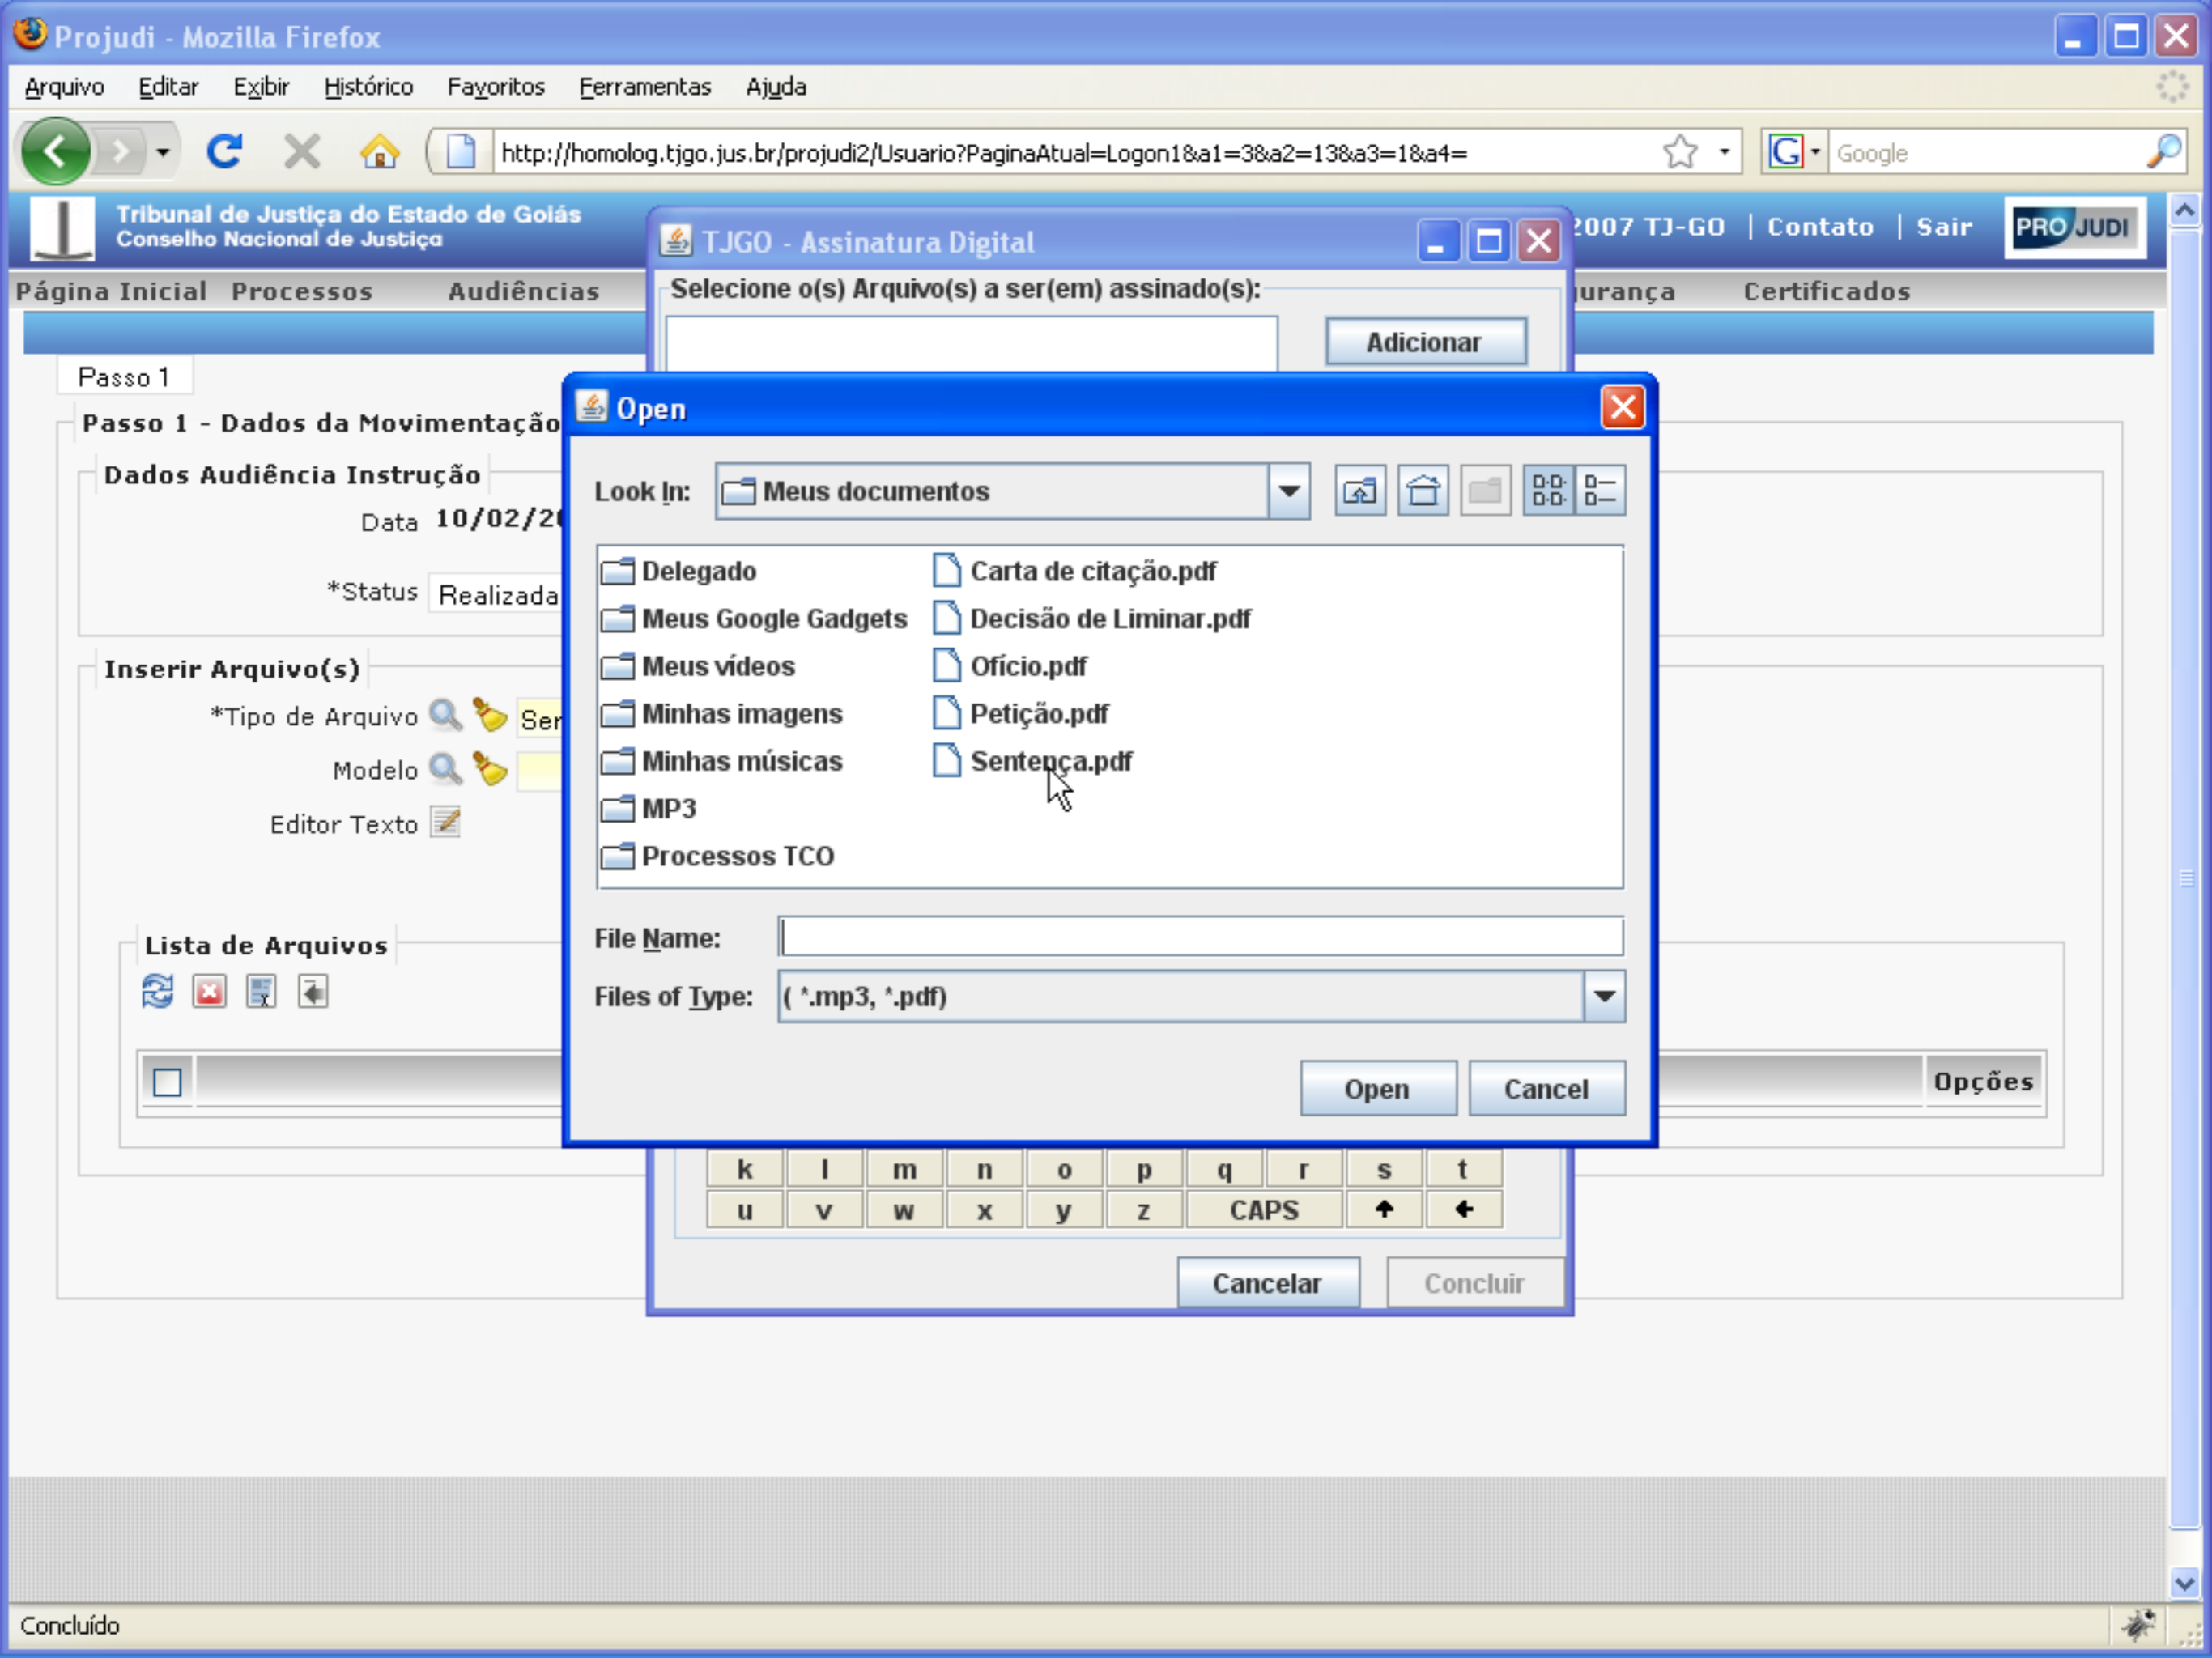 Projudi - Mozilla Firefox
Arquivo Editar Exibir Histórico Favoritos Ferramentas Ajuda
http://homolog.tjgo.jus.br/projudi2/Usuario?PaginaAtual=Logon1&a1=3&a2=13&a3=1&a4=
Google
Tribunal de Justiça do Estado de Goiás
Conselho Nacional de Justiça
2007 TJ-GO | Contato | Sair
PROJUDI
Página Inicial Processos Audiências urança Certificados
TJGO - Assinatura Digital
Selecione o(s) Arquivo(s) a ser(em) assinado(s):
Adicionar
Passo 1
Passo 1 - Dados da Movimentação
Dados Audiência Instrução
Data 10/02/20
*Status Realizada
Inserir Arquivo(s)
*Tipo de Arquivo Ser
Modelo
Editor Texto
Lista de Arquivos
Opções
Open
Look In: Meus documentos
Delegado
Meus Google Gadgets
Meus vídeos
Minhas imagens
Minhas músicas
MP3
Processos TCO
Carta de citação.pdf
Decisão de Liminar.pdf
Ofício.pdf
Petição.pdf
Sentença.pdf
File Name:
Files of Type: ( *.mp3, *.pdf)
Open Cancel
k l m n o p q r s t
u v w x y z CAPS
Cancelar Concluir
Concluído